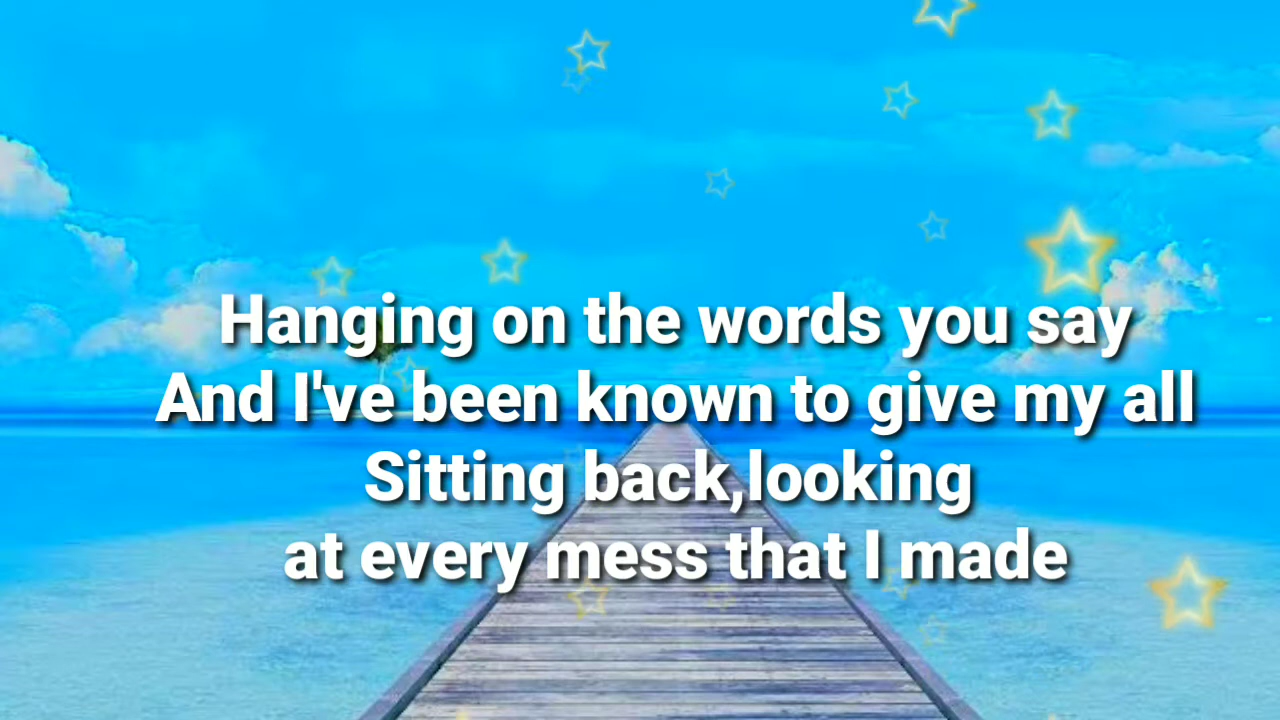 Hanging on the words you say
And I've been known to give my all
Sitting back,looking
at every mess that I made